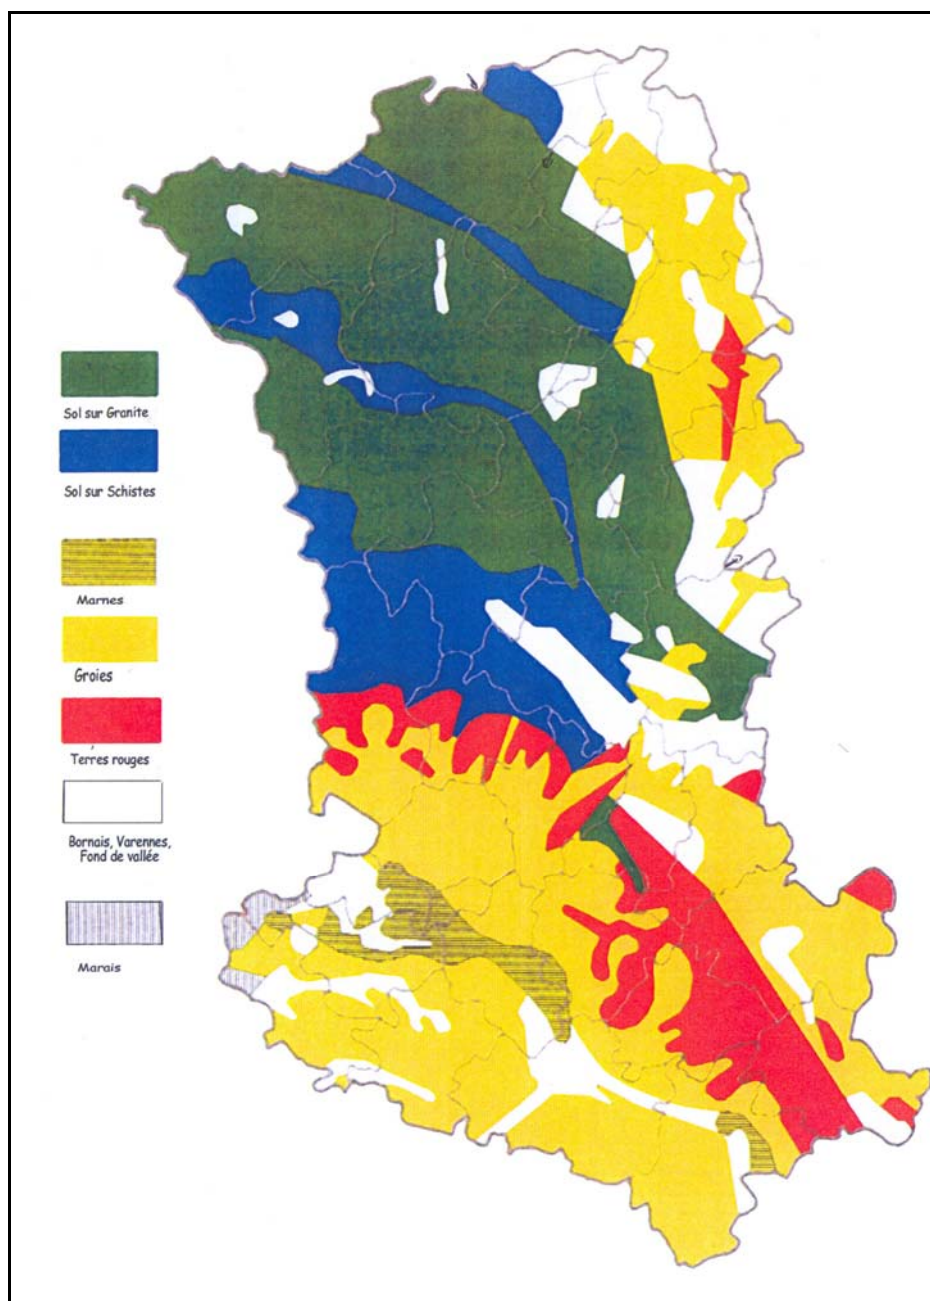 Sol sur Granite
Sol sur Schistes
Marnes
Groies
Terres rouges
Bornais, Varennes,
Fond de vallée
Marais